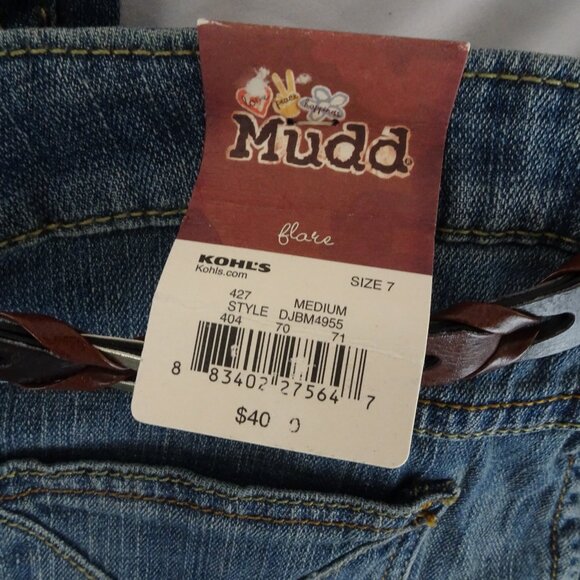 love peace happiness
Mudd®
flare
KOHL'S
Kohls.com
SIZE 7
427 MEDIUM
STYLE DJBM4955
404 70 71
8 83402 27564 7
$40